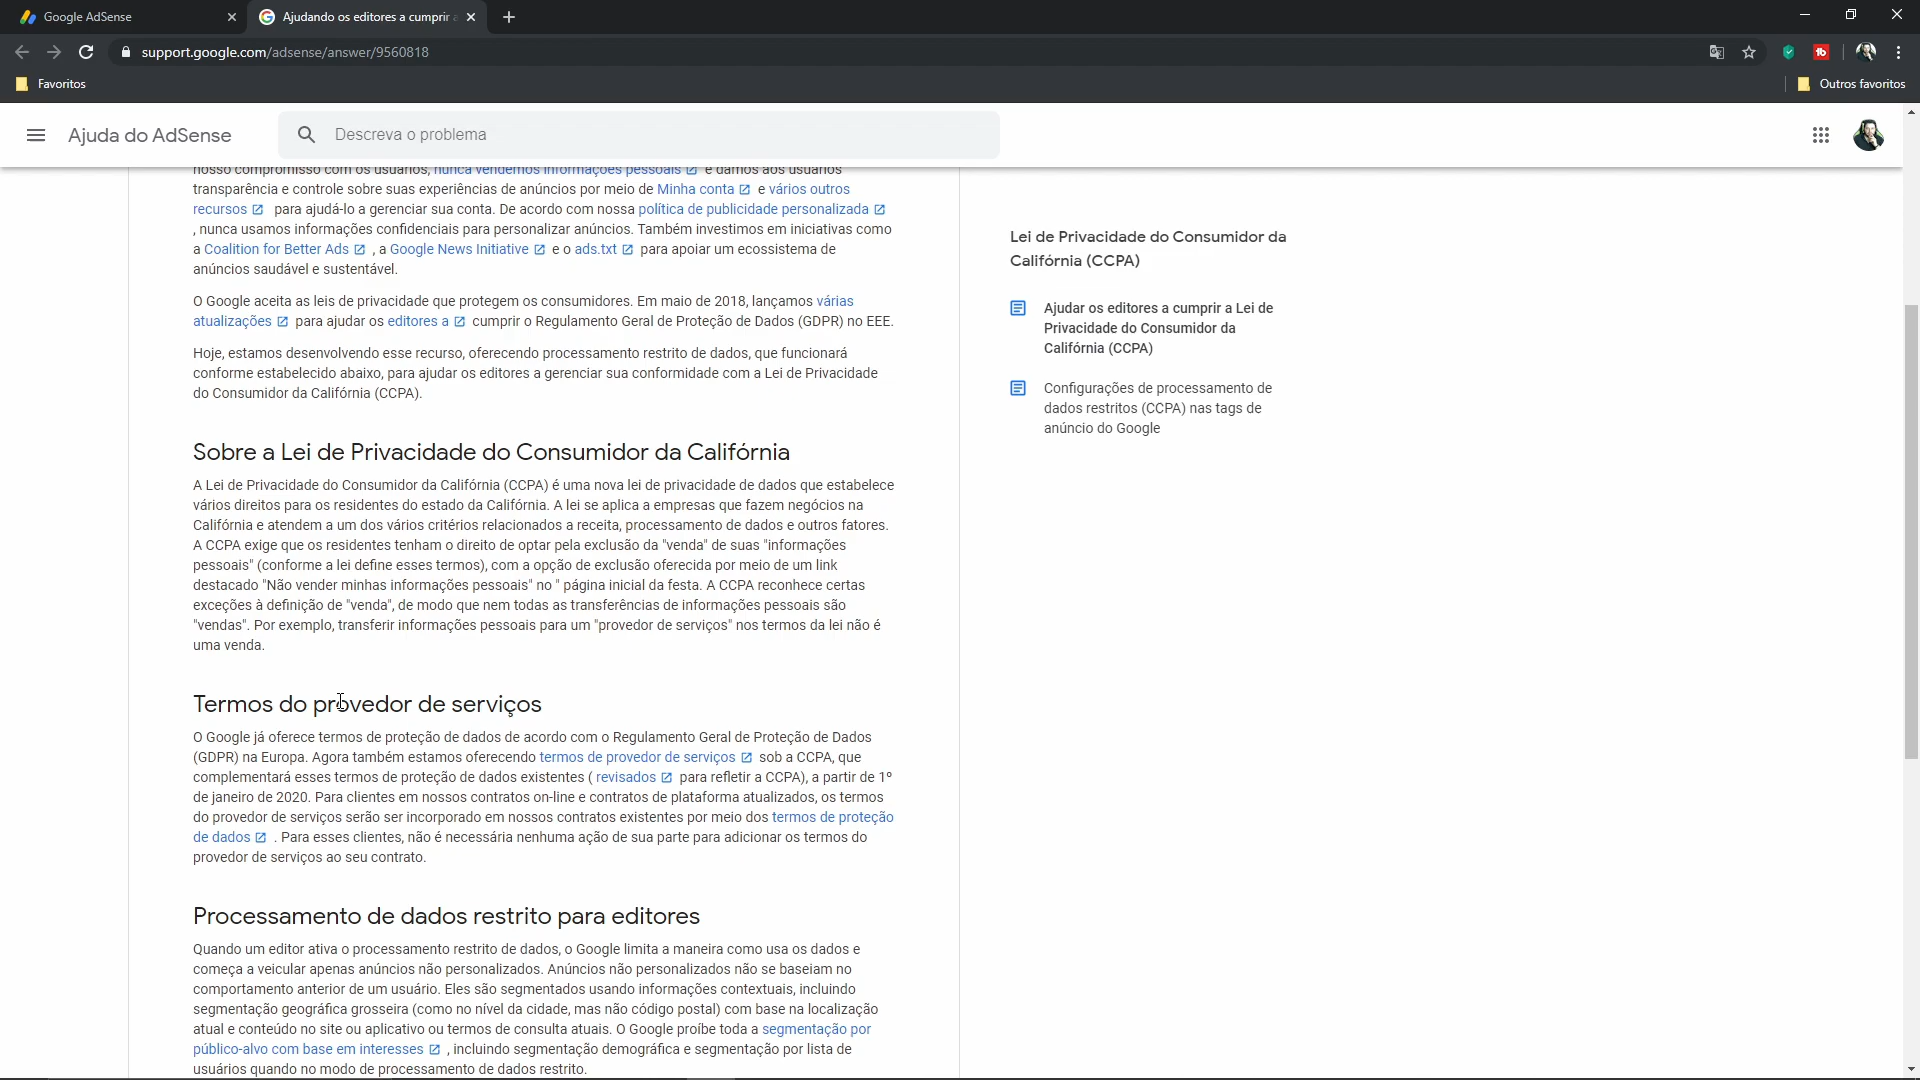 Google AdSense
Ajudando os editores a cumprir a
support.google.com/adsense/answer/9560818
Favoritos
Outros favoritos
Ajuda do AdSense
Descreva o problema
nosso compromisso com os usuários, nunca vendemos informações pessoais e damos aos usuários
transparência e controle sobre suas experiências de anúncios por meio de Minha conta e vários outros
recursos para ajudá-lo a gerenciar sua conta. De acordo com nossa política de publicidade personalizada
, nunca usamos informações confidenciais para personalizar anúncios. Também investimos em iniciativas como
a Coalition for Better Ads , a Google News Initiative e o ads.txt para apoiar um ecossistema de
anúncios saudável e sustentável.
O Google aceita as leis de privacidade que protegem os consumidores. Em maio de 2018, lançamos várias
atualizações para ajudar os editores a cumprir o Regulamento Geral de Proteção de Dados (GDPR) no EEE.
Hoje, estamos desenvolvendo esse recurso, oferecendo processamento restrito de dados, que funcionará
conforme estabelecido abaixo, para ajudar os editores a gerenciar sua conformidade com a Lei de Privacidade
do Consumidor da Califórnia (CCPA).
Sobre a Lei de Privacidade do Consumidor da Califórnia
A Lei de Privacidade do Consumidor da Califórnia (CCPA) é uma nova lei de privacidade de dados que estabelece
vários direitos para os residentes do estado da Califórnia. A lei se aplica a empresas que fazem negócios na
Califórnia e atendem a um dos vários critérios relacionados a receita, processamento de dados e outros fatores.
A CCPA exige que os residentes tenham o direito de optar pela exclusão da "venda" de suas "informações
pessoais" (conforme a lei define esses termos), com a opção de exclusão oferecida por meio de um link
destacado "Não vender minhas informações pessoais" no " página inicial da festa. A CCPA reconhece certas
exceções à definição de "venda", de modo que nem todas as transferências de informações pessoais são
"vendas". Por exemplo, transferir informações pessoais para um "provedor de serviços" nos termos da lei não é
uma venda.
Termos do provedor de serviços
O Google já oferece termos de proteção de dados de acordo com o Regulamento Geral de Proteção de Dados
(GDPR) na Europa. Agora também estamos oferecendo termos de provedor de serviços sob a CCPA, que
complementará esses termos de proteção de dados existentes ( revisados para refletir a CCPA), a partir de 1º
de janeiro de 2020. Para clientes em nossos contratos on-line e contratos de plataforma atualizados, os termos
do provedor de serviços serão ser incorporado em nossos contratos existentes por meio dos termos de proteção
de dados . Para esses clientes, não é necessária nenhuma ação de sua parte para adicionar os termos do
provedor de serviços ao seu contrato.
Processamento de dados restrito para editores
Quando um editor ativa o processamento restrito de dados, o Google limita a maneira como usa os dados e
começa a veicular apenas anúncios não personalizados. Anúncios não personalizados não se baseiam no
comportamento anterior de um usuário. Eles são segmentados usando informações contextuais, incluindo
segmentação geográfica grosseira (como no nível da cidade, mas não código postal) com base na localização
atual e conteúdo no site ou aplicativo ou termos de consulta atuais. O Google proíbe toda a segmentação por
público-alvo com base em interesses , incluindo segmentação demográfica e segmentação por lista de
usuários quando no modo de processamento de dados restrito.
Lei de Privacidade do Consumidor da
Califórnia (CCPA)
Ajudar os editores a cumprir a Lei de
Privacidade do Consumidor da
Califórnia (CCPA)
Configurações de processamento de
dados restritos (CCPA) nas tags de
anúncio do Google